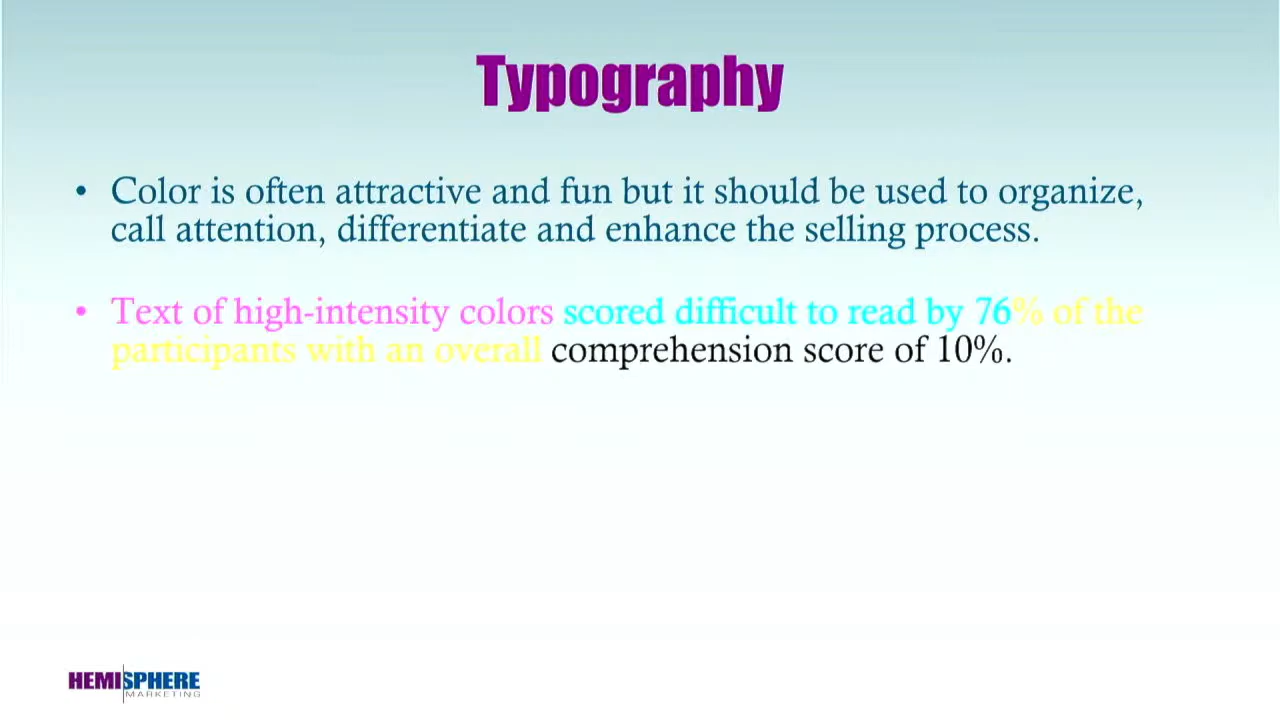 Typography
• Color is often attractive and fun but it should be used to organize,
call attention, differentiate and enhance the selling process.
• Text of high-intensity colors scored difficult to read by 76% of the
participants with an overall comprehension score of 10%.
HEMISPHERE
MARKETING